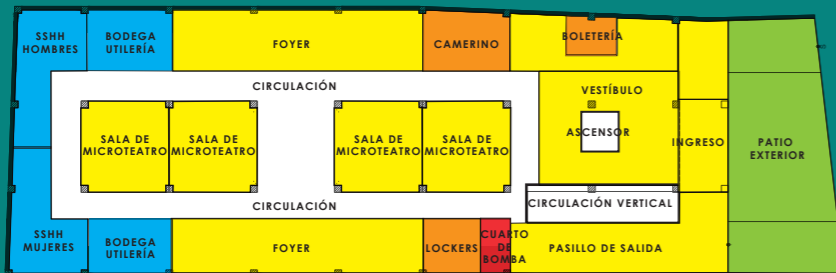 SSHH
HOMBRES
BODEGA
UTILERÍA
FOYER
CAMERINO
BOLETERÍA
CIRCULACIÓN
VESTÍBULO
SALA DE
MICROTEATRO
SALA DE
MICROTEATRO
SALA DE
MICROTEATRO
SALA DE
MICROTEATRO
ASCENSOR
INGRESO
PATIO
EXTERIOR
CIRCULACIÓN
CIRCULACIÓN VERTICAL
SSHH
MUJERES
BODEGA
UTILERÍA
FOYER
LOCKERS
CUARTO
DE
BOMBA
PASILLO DE SALIDA